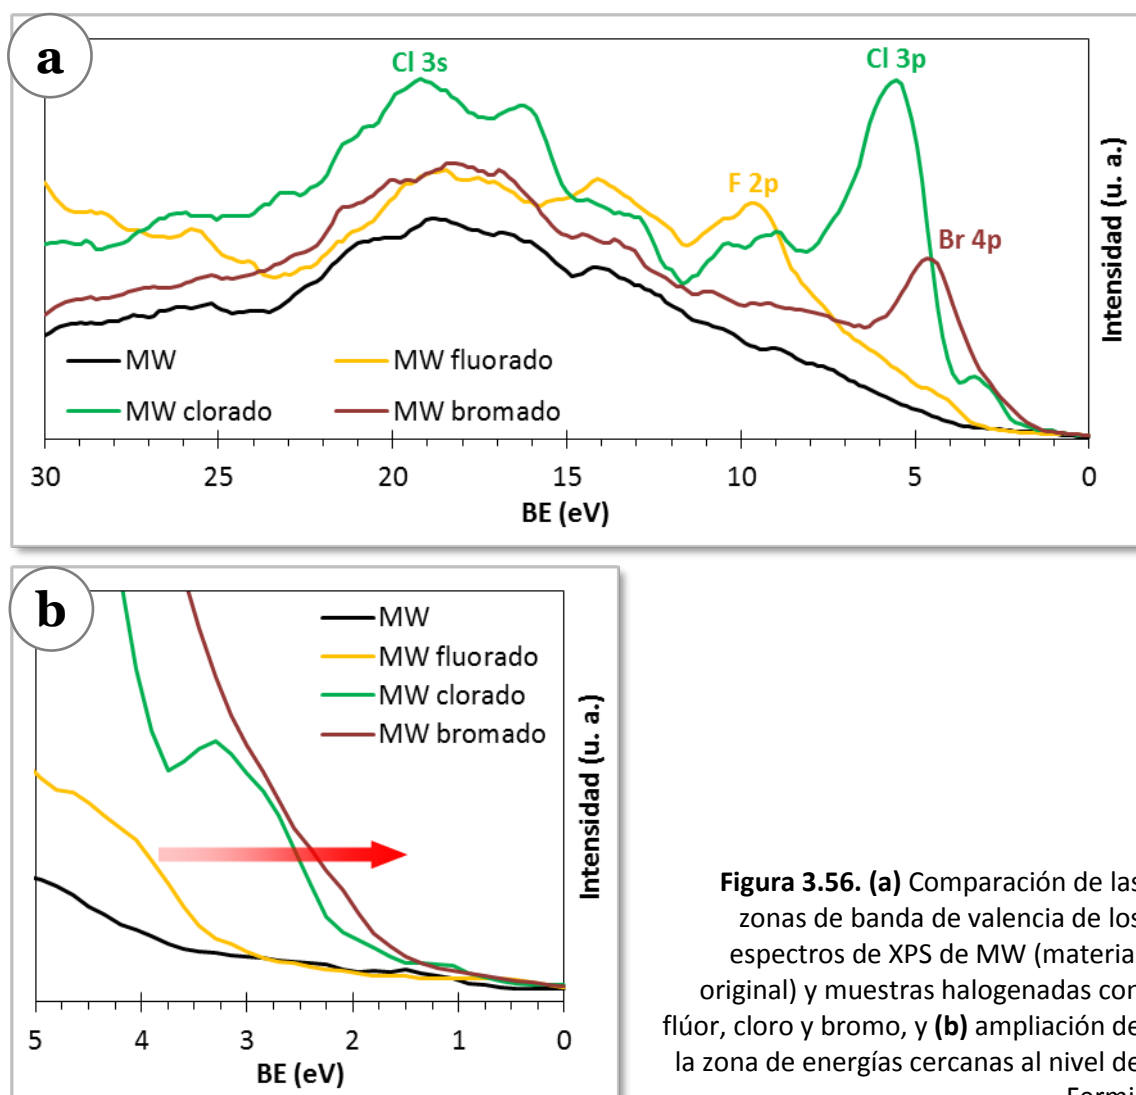 a
Cl 3s
Cl 3p
F 2p
Br 4p
Intensidad (u. a.)
MW
MW fluorado
MW clorado
MW bromado
30 25 20 15 10 5 0
BE (eV)
b
MW
MW fluorado
MW clorado
MW bromado
Intensidad (u. a.)
5 4 3 2 1 0
BE (eV)
Figura 3.56. (a) Comparación de las
zonas de banda de valencia de los
espectros de XPS de MW (material
original) y muestras halogenadas con
flúor, cloro y bromo, y (b) ampliación de
la zona de energías cercanas al nivel de